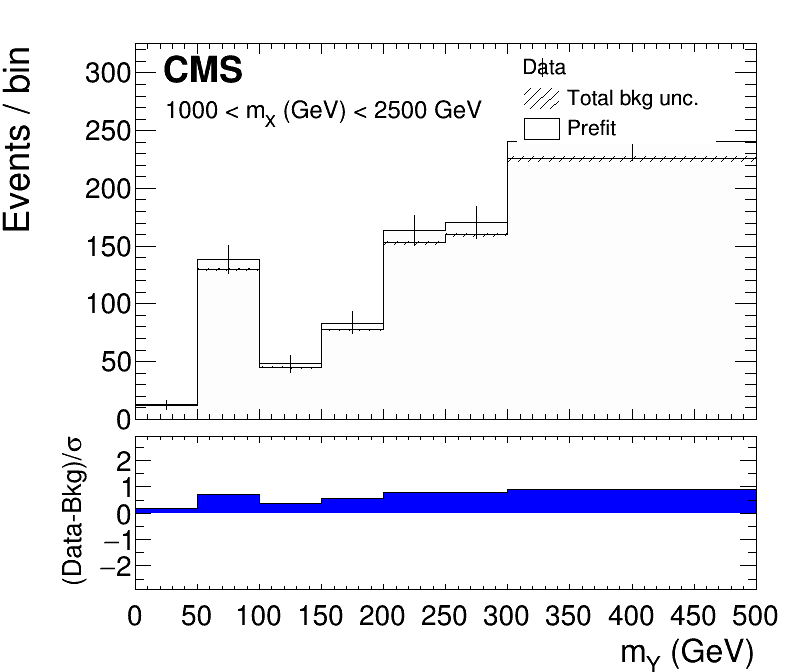 CMS
1000 < mX (GeV) < 2500 GeV
Data
Total bkg unc.
Prefit
Events / bin
300
250
200
150
100
50
0
(Data-Bkg)/σ
2
1
0
−1
−2
0 50 100 150 200 250 300 350 400 450 500
mY (GeV)